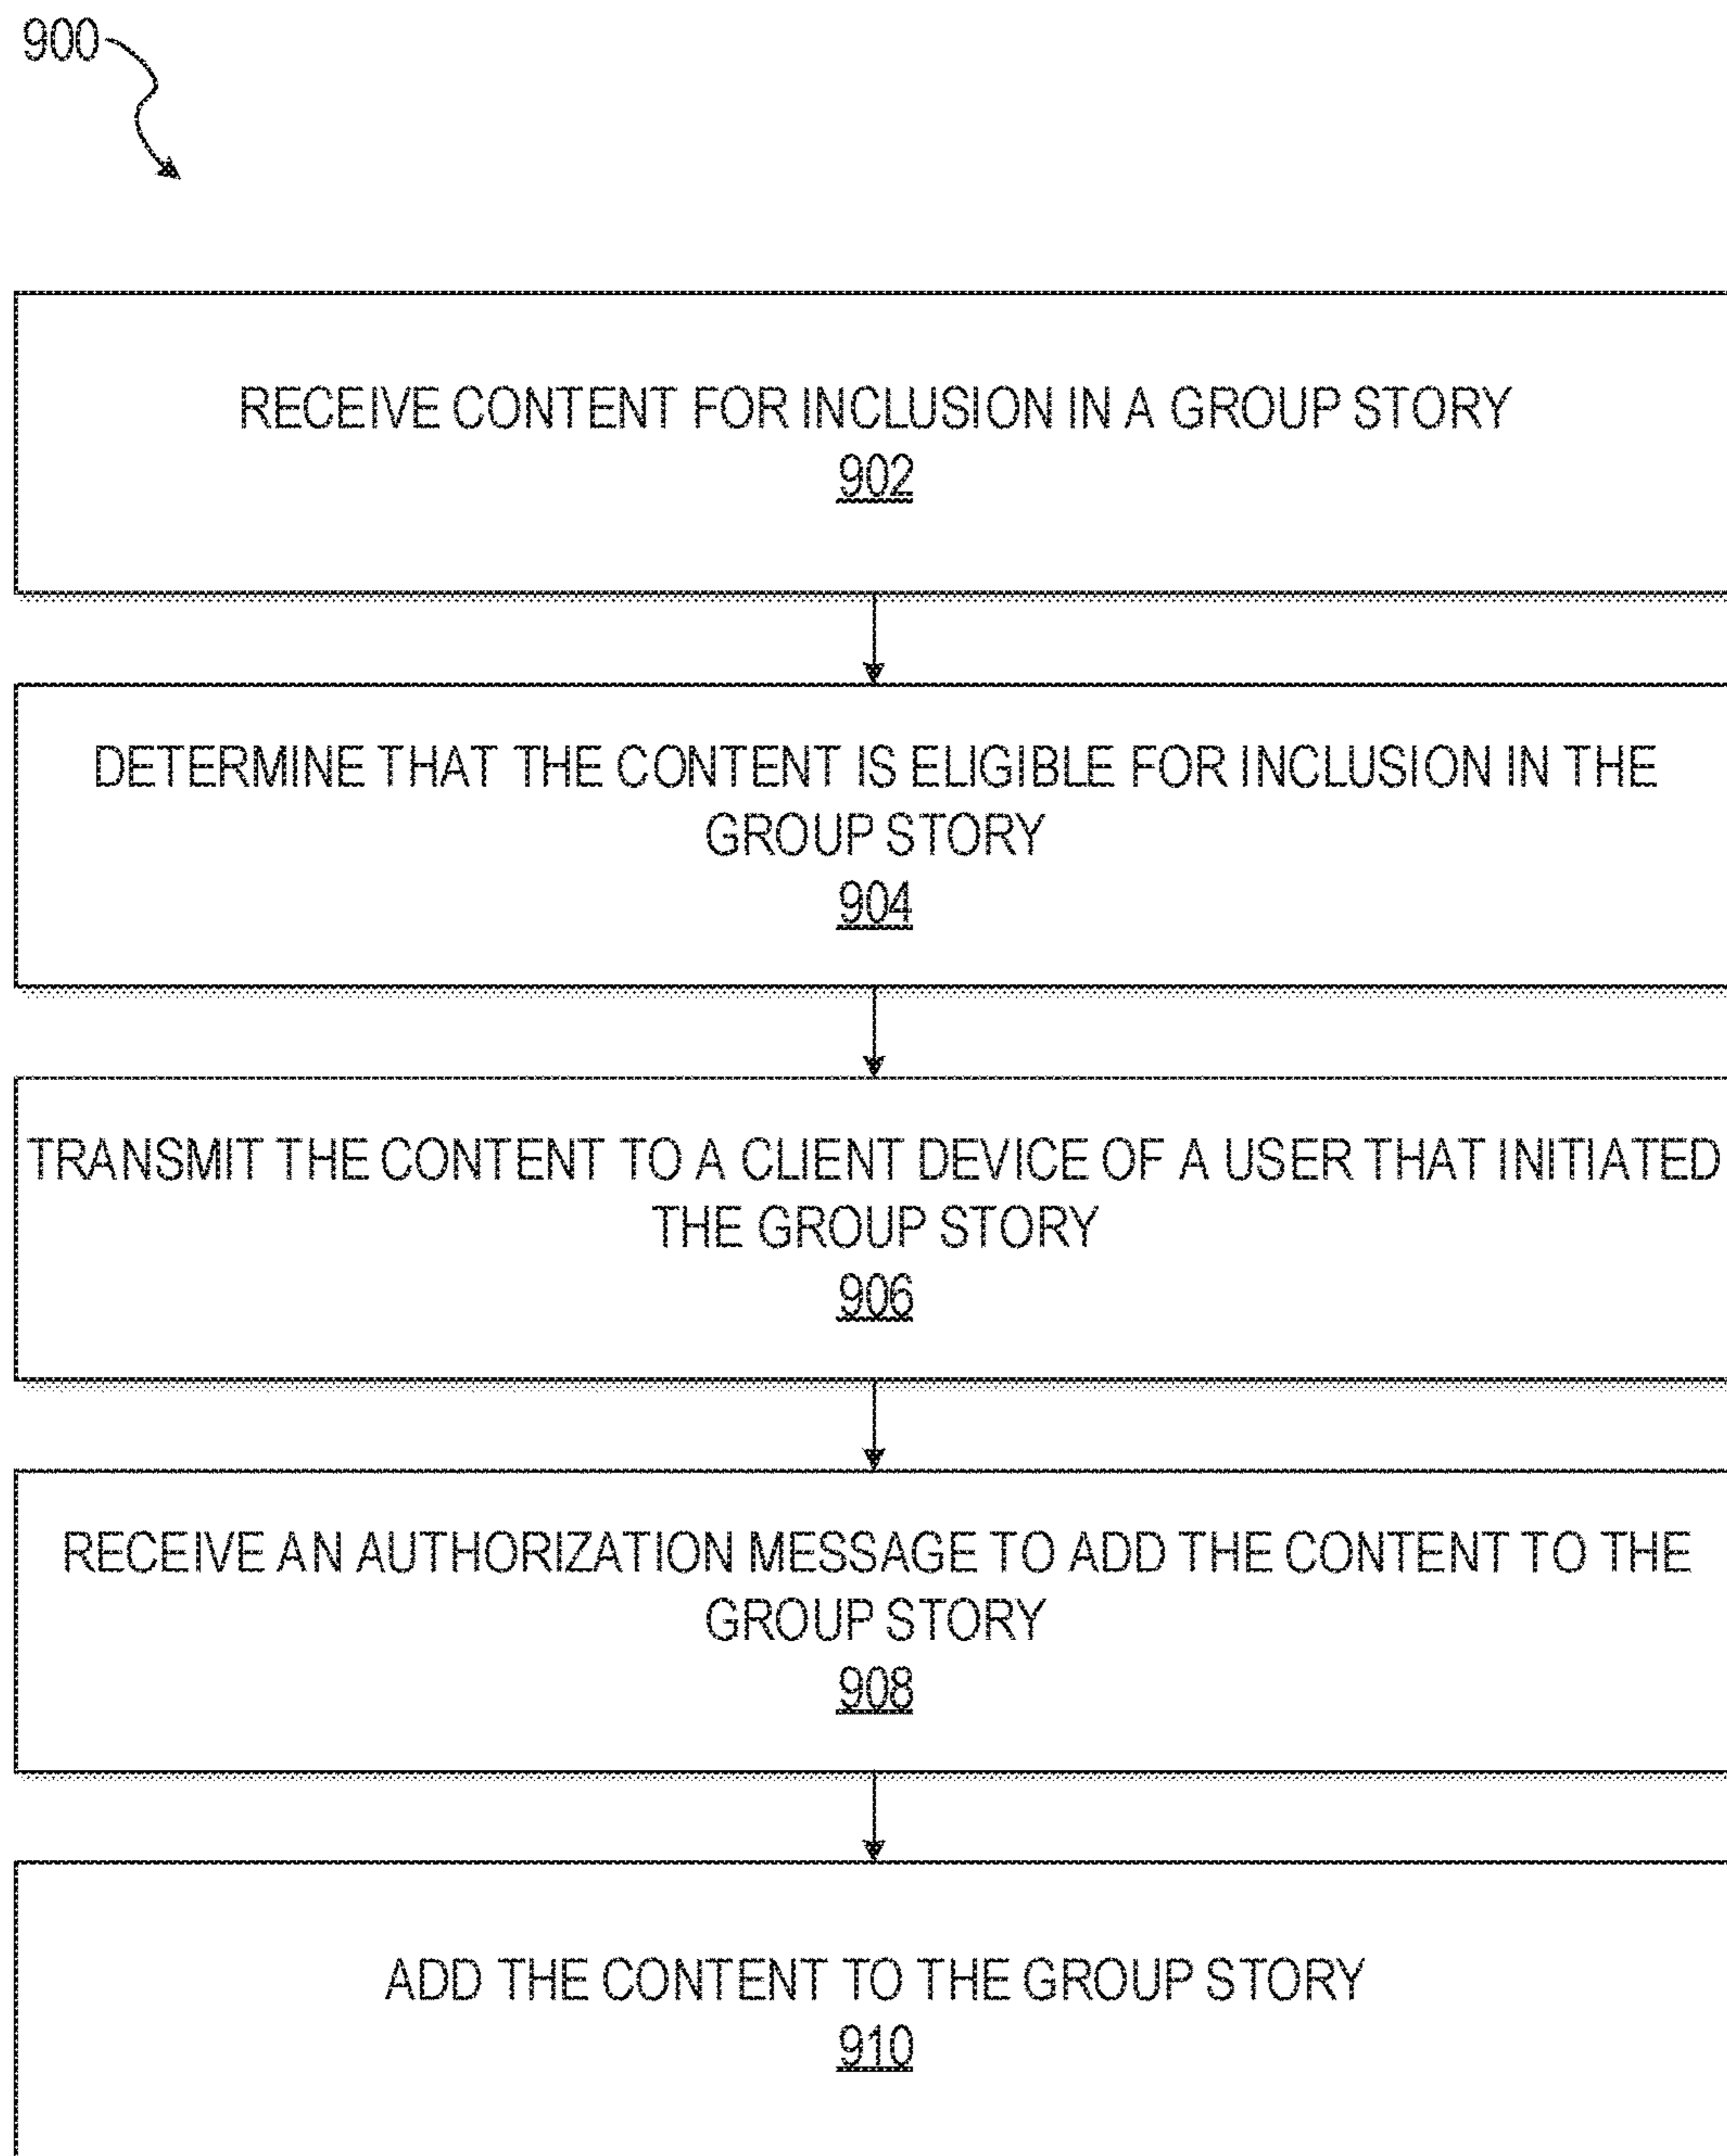 900
RECEIVE CONTENT FOR INCLUSION IN A GROUP STORY
902
DETERMINE THAT THE CONTENT IS ELIGIBLE FOR INCLUSION IN THE
GROUP STORY
904
TRANSMIT THE CONTENT TO A CLIENT DEVICE OF A USER THAT INITIATED
THE GROUP STORY
906
RECEIVE AN AUTHORIZATION MESSAGE TO ADD THE CONTENT TO THE
GROUP STORY
908
ADD THE CONTENT TO THE GROUP STORY
910